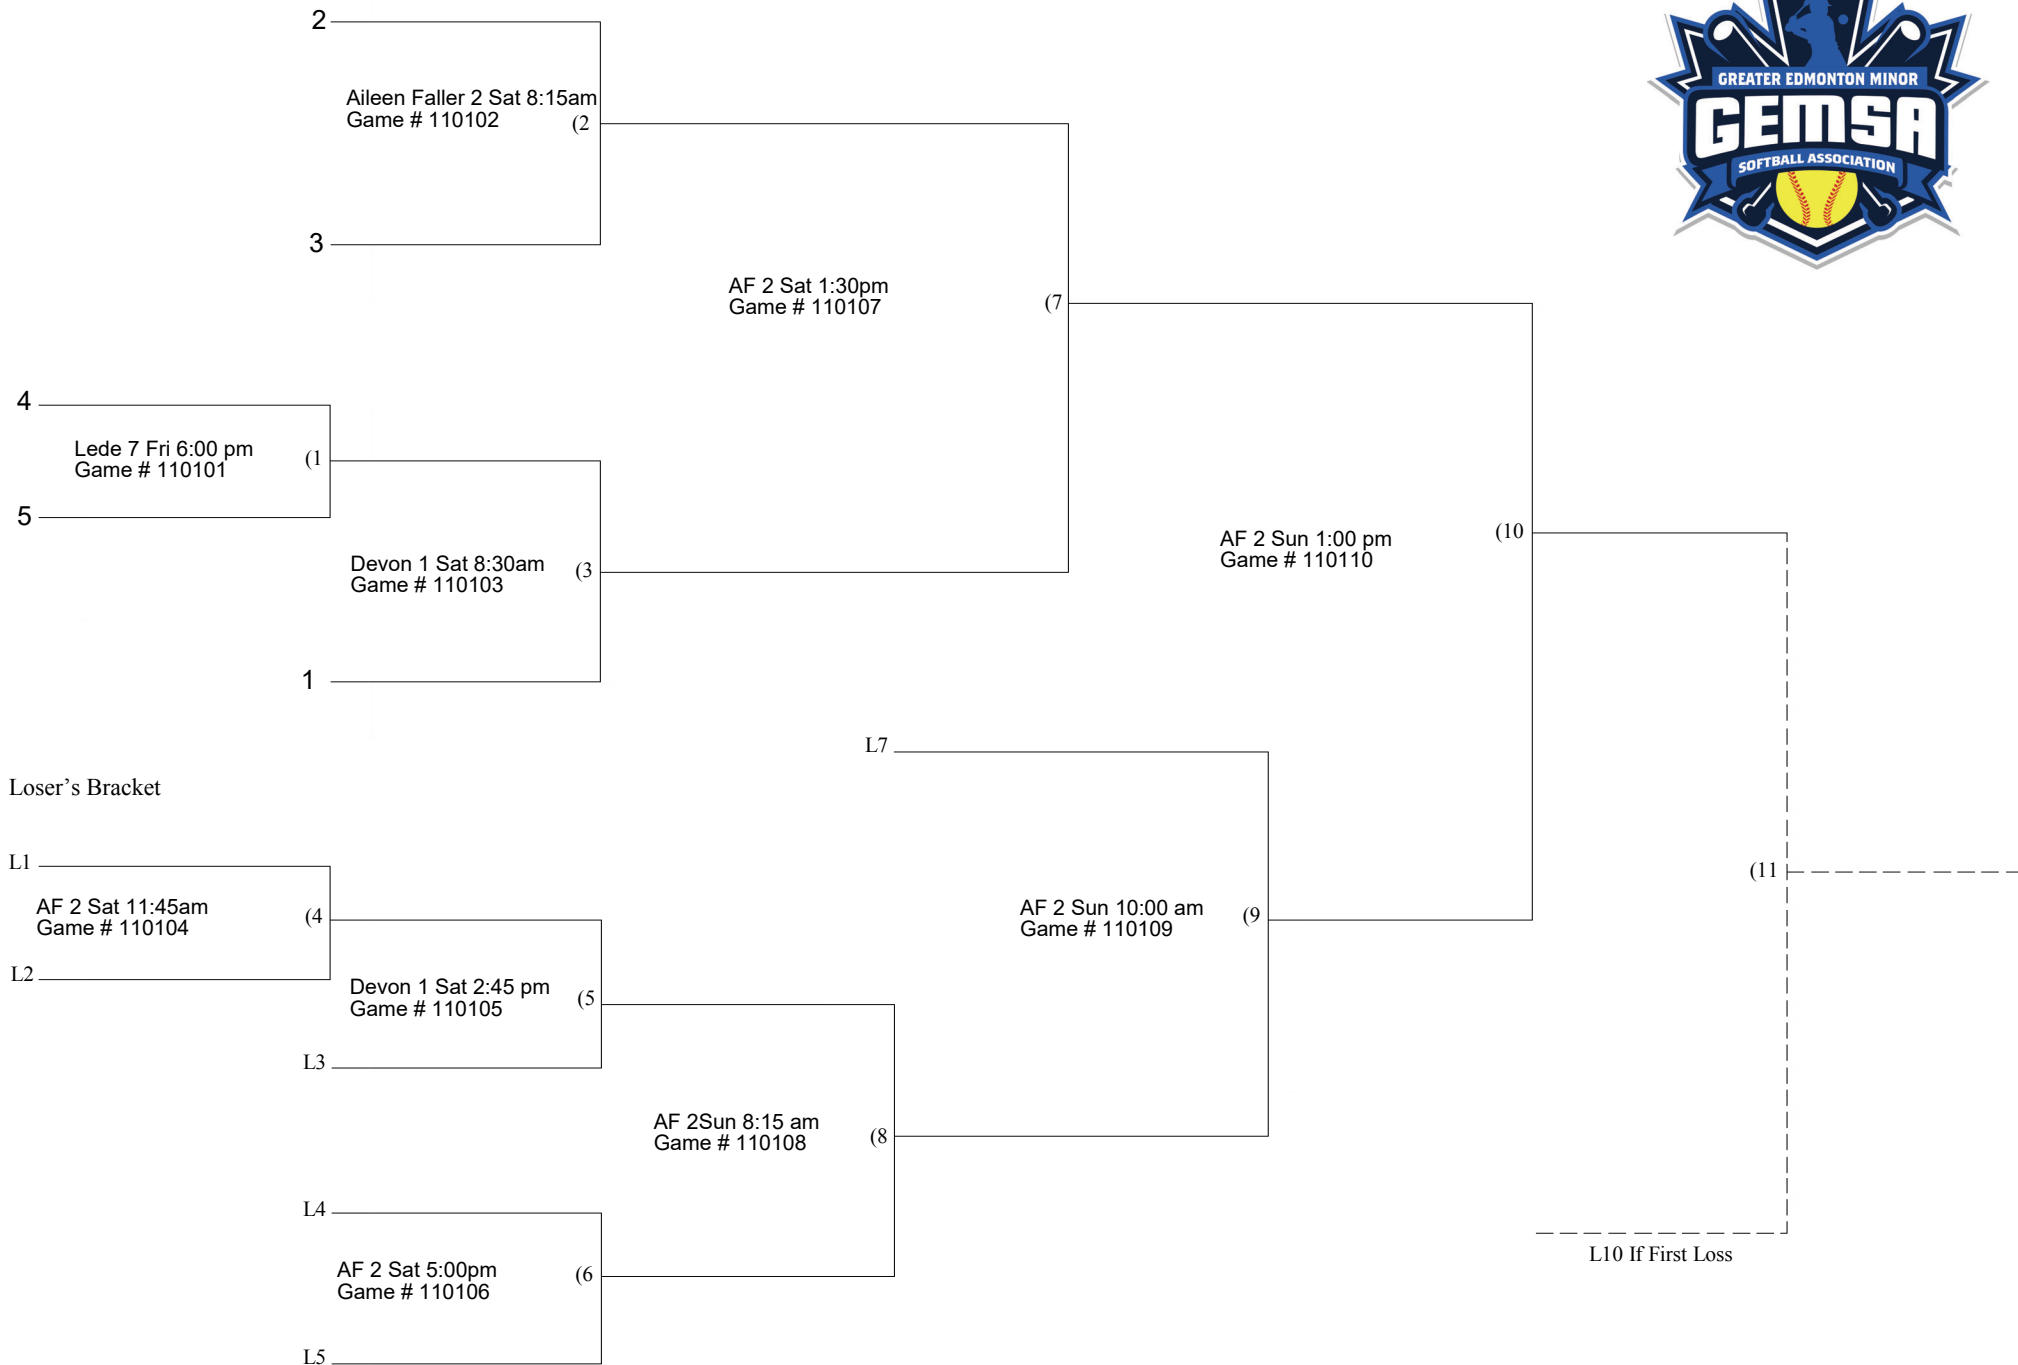 2
Aileen Faller 2 Sat 8:15am
Game # 110102
(2
3
GREATER EDMONTON MINOR
GEMSA
SOFTBALL ASSOCIATION
AF 2 Sat 1:30pm
Game # 110107
(7
4
Lede 7 Fri 6:00 pm
Game # 110101
(1
5
Devon 1 Sat 8:30am
Game # 110103
(3
1
AF 2 Sun 1:00 pm
Game # 110110
(10
L7
Loser’s Bracket
L1
AF 2 Sat 11:45am
Game # 110104
(4
L2
Devon 1 Sat 2:45 pm
Game # 110105
(5
L3
AF 2 Sun 10:00 am
Game # 110109
(9
(11
AF 2Sun 8:15 am
Game # 110108
(8
L4
AF 2 Sat 5:00pm
Game # 110106
(6
L5
L10 If First Loss